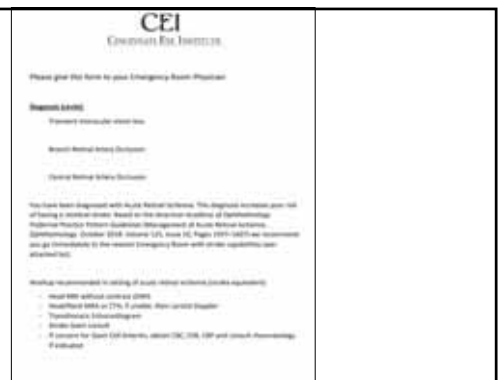 CEI
Cincinnati Eye Institute
Please give this form to your Emergency Room Physician
Diagnosis (circle)
Transient monocular vision loss
Branch Retinal Artery Occlusion
Central Retinal Artery Occlusion
You have been diagnosed with Acute Retinal Ischemia. This diagnosis increases your risk
of having a cerebral stroke. Based on the American Academy of Ophthalmology
Preferred Practice Pattern Guidelines (Management of Acute Retinal Ischemia,
Ophthalmology, October 2018, Volume 125, Issue 10, Pages 1597-1607) we recommend
you go immediately to the nearest Emergency Room with stroke capabilities (see
attached list).
Workup recommended in setting of acute retinal ischemia (stroke equivalent):
- Head MRI without contrast (DWI)
- Head/Neck MRA or CTA, if unable, then carotid Doppler
- Transthoracic Echocardiogram
- Stroke team consult
- If concern for Giant Cell Arteritis, obtain CBC, ESR, CRP and consult rheumatology,
if indicated